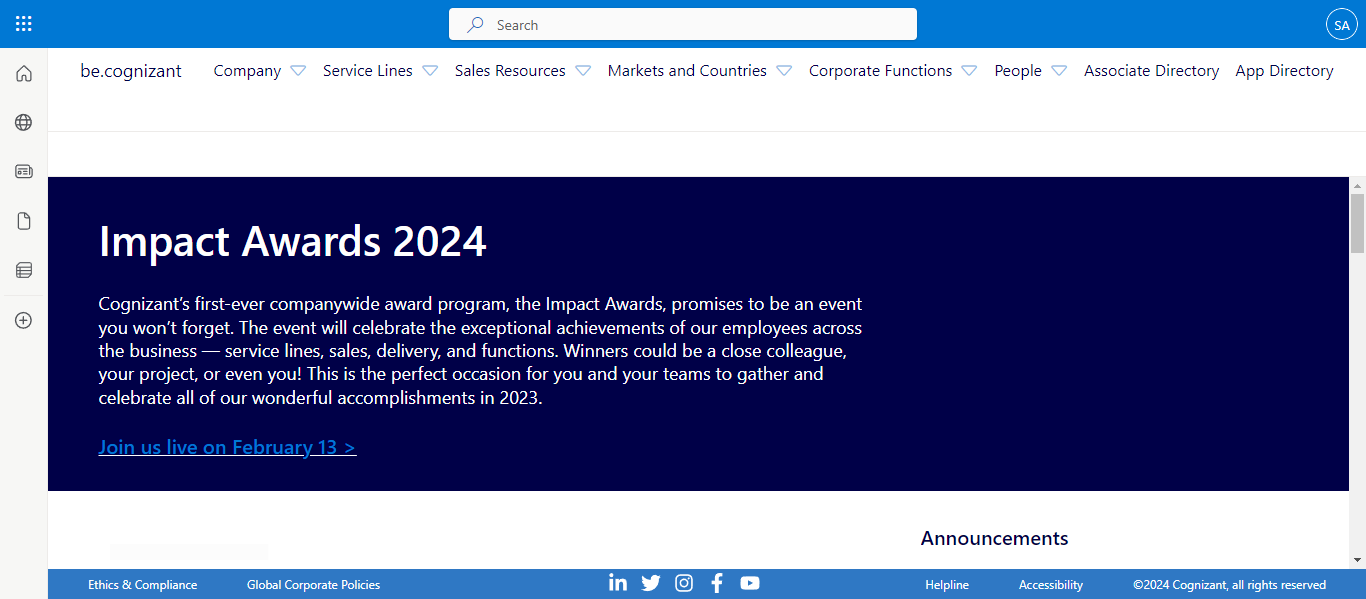 Search
SA
be.cognizant
Company
Service Lines
Sales Resources
Markets and Countries
Corporate Functions
People
Associate Directory
App Directory
Impact Awards 2024
Cognizant’s first-ever companywide award program, the Impact Awards, promises to be an event
you won’t forget. The event will celebrate the exceptional achievements of our employees across
the business — service lines, sales, delivery, and functions. Winners could be a close colleague,
your project, or even you! This is the perfect occasion for you and your teams to gather and
celebrate all of our wonderful accomplishments in 2023.
Join us live on February 13 >
Announcements
Ethics & Compliance
Global Corporate Policies
Helpline
Accessibility
©2024 Cognizant, all rights reserved